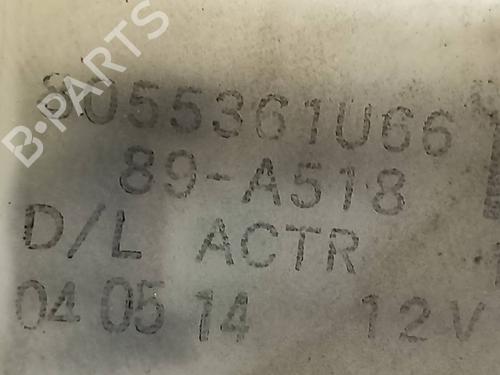 8055361U66
89-A518
D/L ACTR
04 05 14 12V
B-PARTS